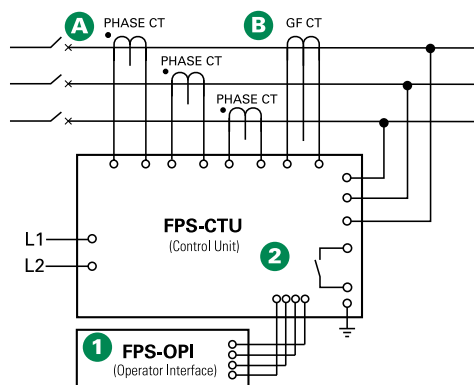 A PHASE CT
B GF CT
PHASE CT
PHASE CT
FPS-CTU
(Control Unit)
L1
L2
2
1
FPS-OPI
(Operator Interface)